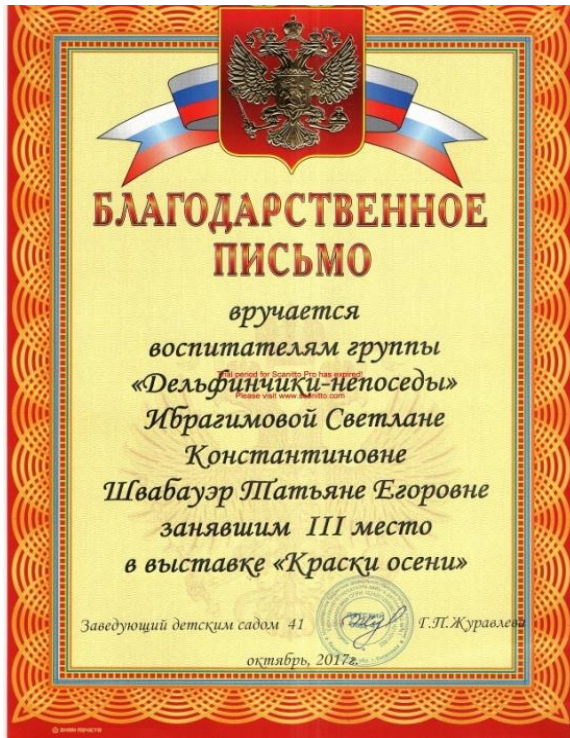 БЛАГОДАРСТВЕННОЕ
ПИСЬМО
вручается
воспитателям группы
Trial period for Scanitto Pro has expired!
«Дельфинчики-непоседы»
Please visit www.scanitto.com
Ибрагимовой Светлане
Константиновне
Швабауэр Татьяне Егоровне
занявшим III место
в выставке «Краски осени»
Заведующий детским садом 41 Г.П.Журавлева
октябрь, 2017г.